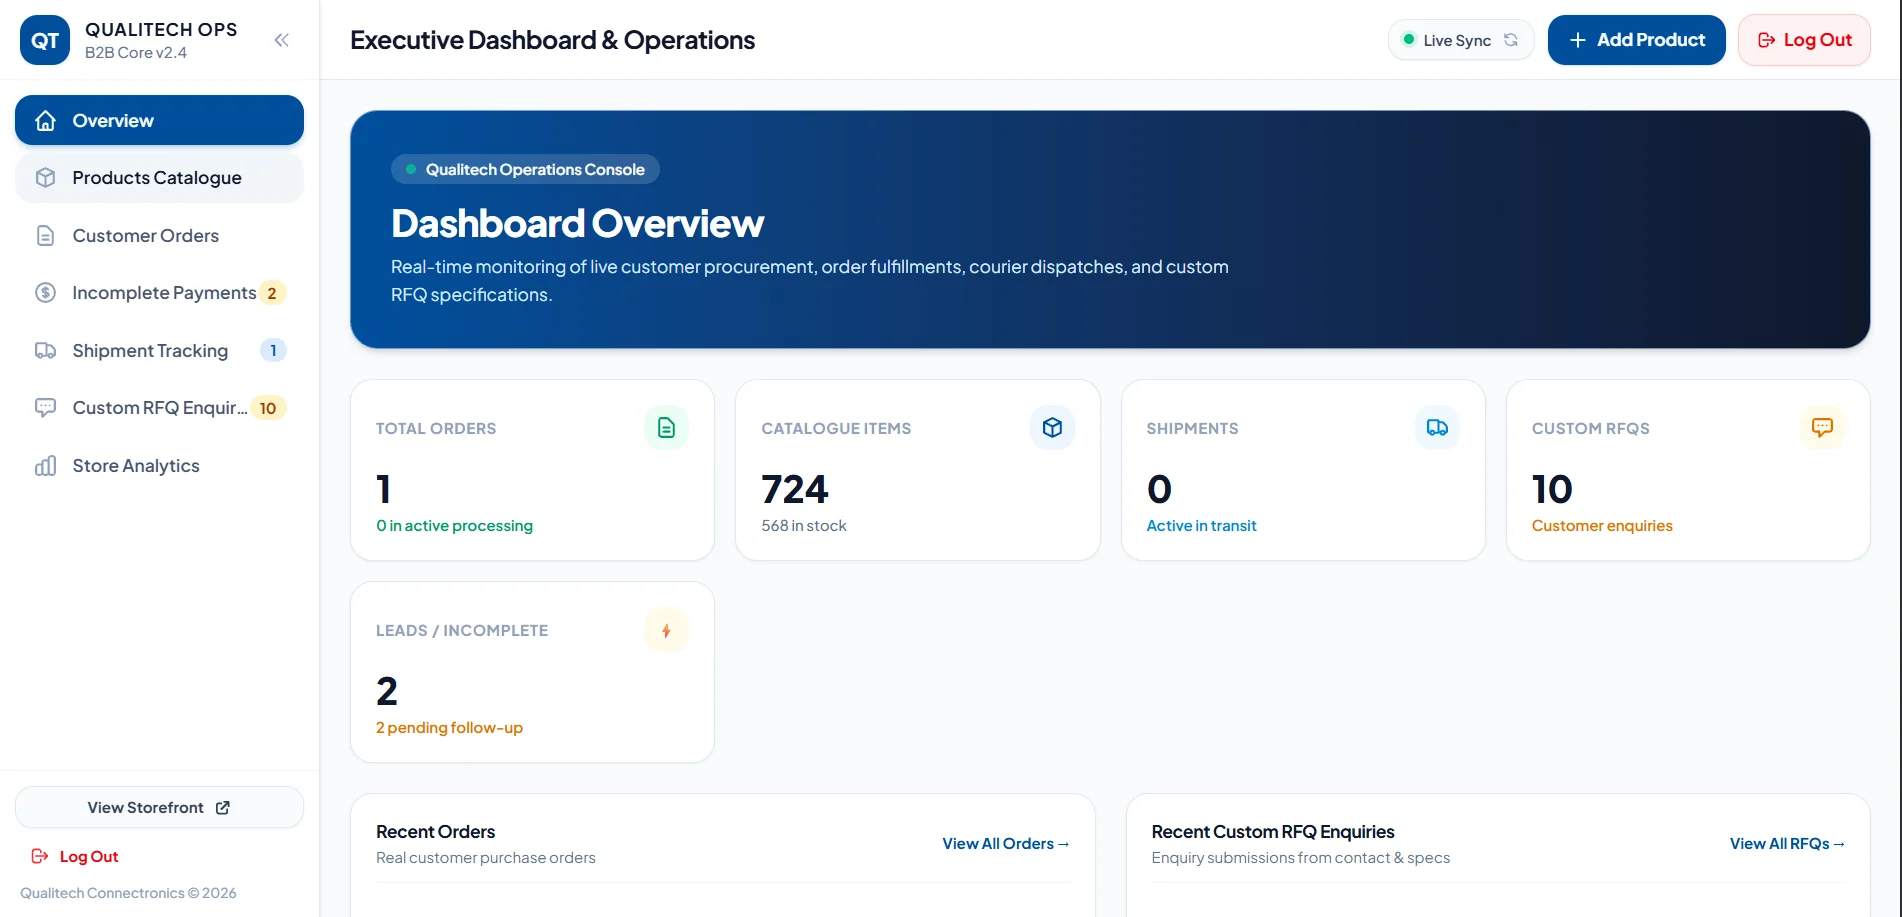 QT
QUALITECH OPS
B2B Core v2.4
Overview
Products Catalogue
Customer Orders
Incomplete Payments 2
Shipment Tracking 1
Custom RFQ Enquir... 10
Store Analytics
View Storefront
Log Out
Qualitech Connectronics © 2026
Executive Dashboard & Operations
Live Sync
+ Add Product
Log Out
Qualitech Operations Console
Dashboard Overview
Real-time monitoring of live customer procurement, order fulfillments, courier dispatches, and custom
RFQ specifications.
TOTAL ORDERS
1
0 in active processing
CATALOGUE ITEMS
724
568 in stock
SHIPMENTS
0
Active in transit
CUSTOM RFQS
10
Customer enquiries
LEADS / INCOMPLETE
2
2 pending follow-up
Recent Orders
Real customer purchase orders
View All Orders →
Recent Custom RFQ Enquiries
Enquiry submissions from contact & specs
View All RFQs →